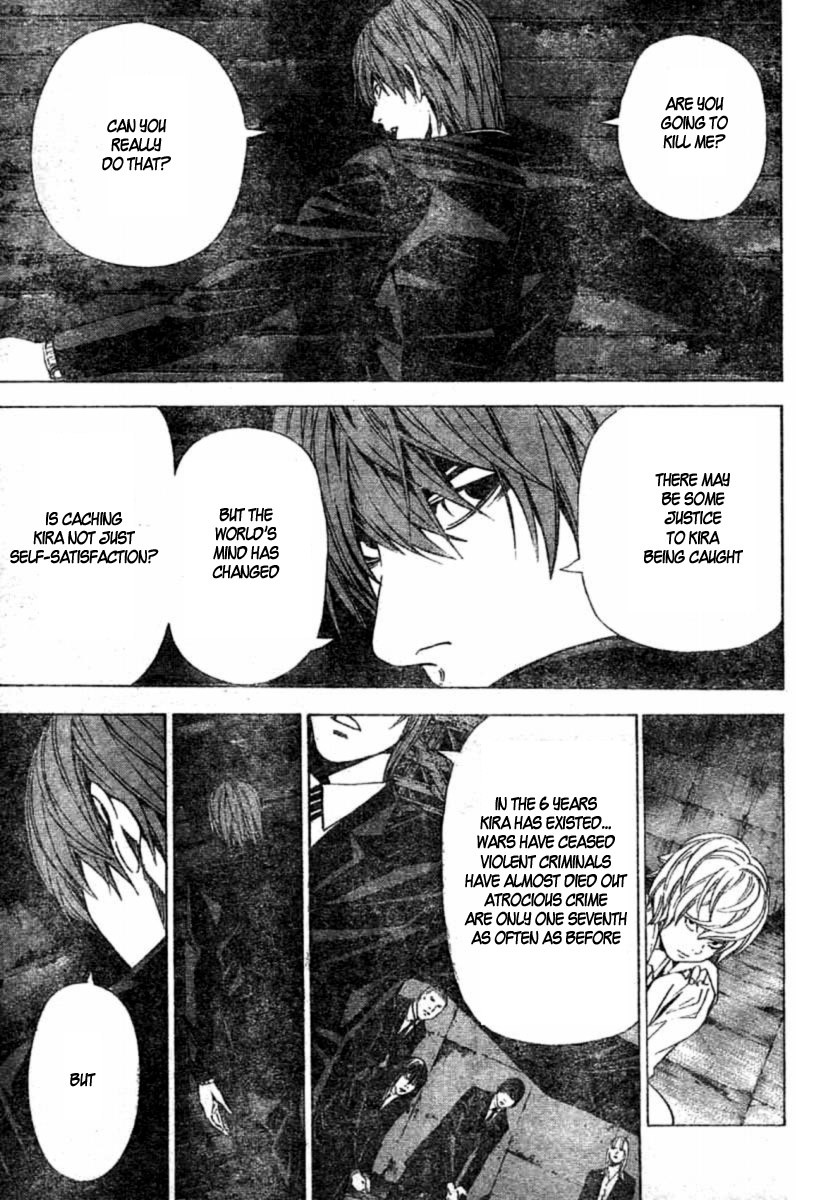 ARE YOU
GOING TO
KILL ME?
CAN YOU
REALLY
DO THAT?
THERE MAY
BE SOME
JUSTICE
TO KIRA
BEING CAUGHT
BUT THE
WORLD'S
MIND HAS
CHANGED
IS CACHING
KIRA NOT JUST
SELF-SATISFACTION?
IN THE 6 YEARS
KIRA HAS EXISTED...
WARS HAVE CEASED
VIOLENT CRIMINALS
HAVE ALMOST DIED OUT
ATROCIOUS CRIME
ARE ONLY ONE SEVENTH
AS OFTEN AS BEFORE
BUT